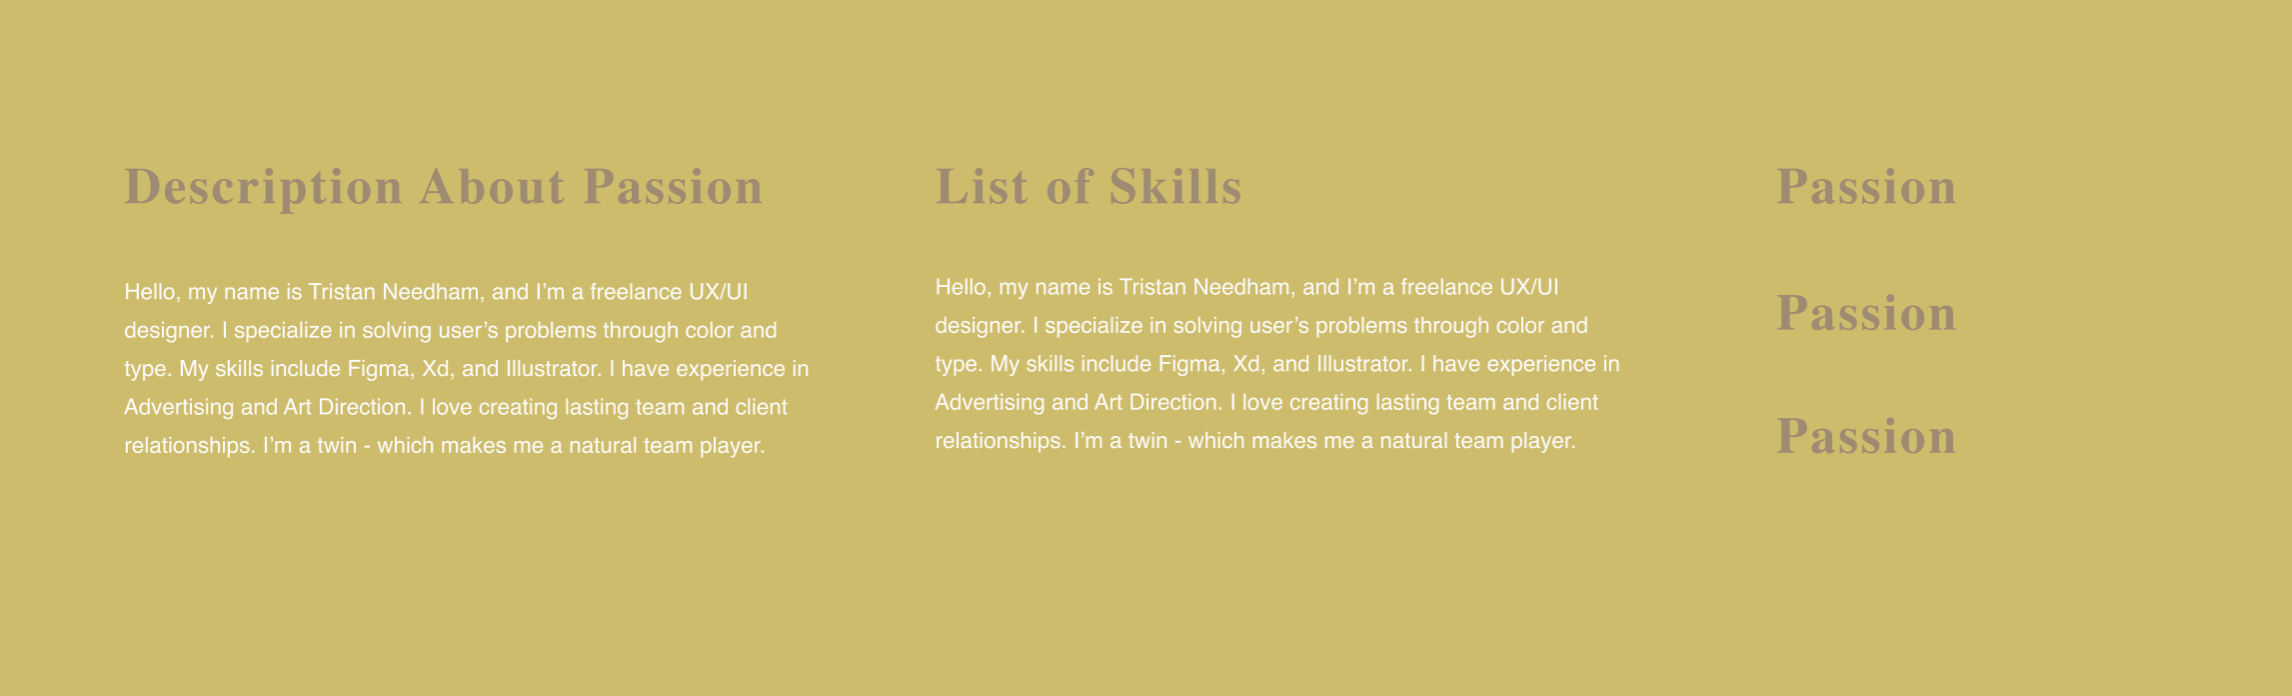 Description About Passion
Hello, my name is Tristan Needham, and I’m a freelance UX/UI
designer. I specialize in solving user’s problems through color and
type. My skills include Figma, Xd, and Illustrator. I have experience in
Advertising and Art Direction. I love creating lasting team and client
relationships. I’m a twin - which makes me a natural team player.
List of Skills
Hello, my name is Tristan Needham, and I’m a freelance UX/UI
designer. I specialize in solving user’s problems through color and
type. My skills include Figma, Xd, and Illustrator. I have experience in
Advertising and Art Direction. I love creating lasting team and client
relationships. I’m a twin - which makes me a natural team player.
Passion
Passion
Passion